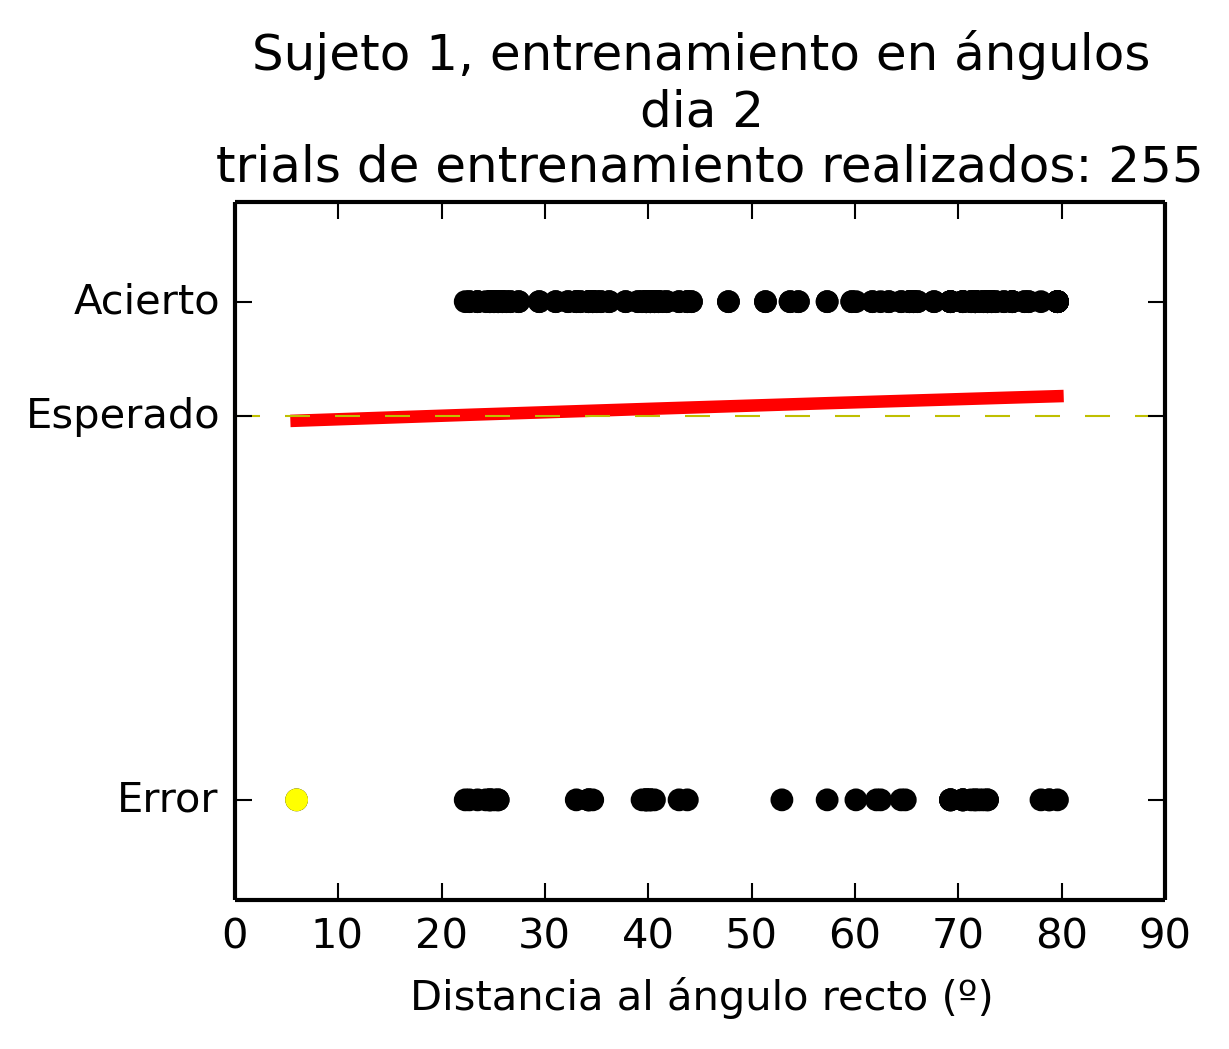 Sujeto 1, entrenamiento en ángulos
dia 2
trials de entrenamiento realizados: 255
Acierto
Esperado
Error
0 10 20 30 40 50 60 70 80 90
Distancia al ángulo recto (º)